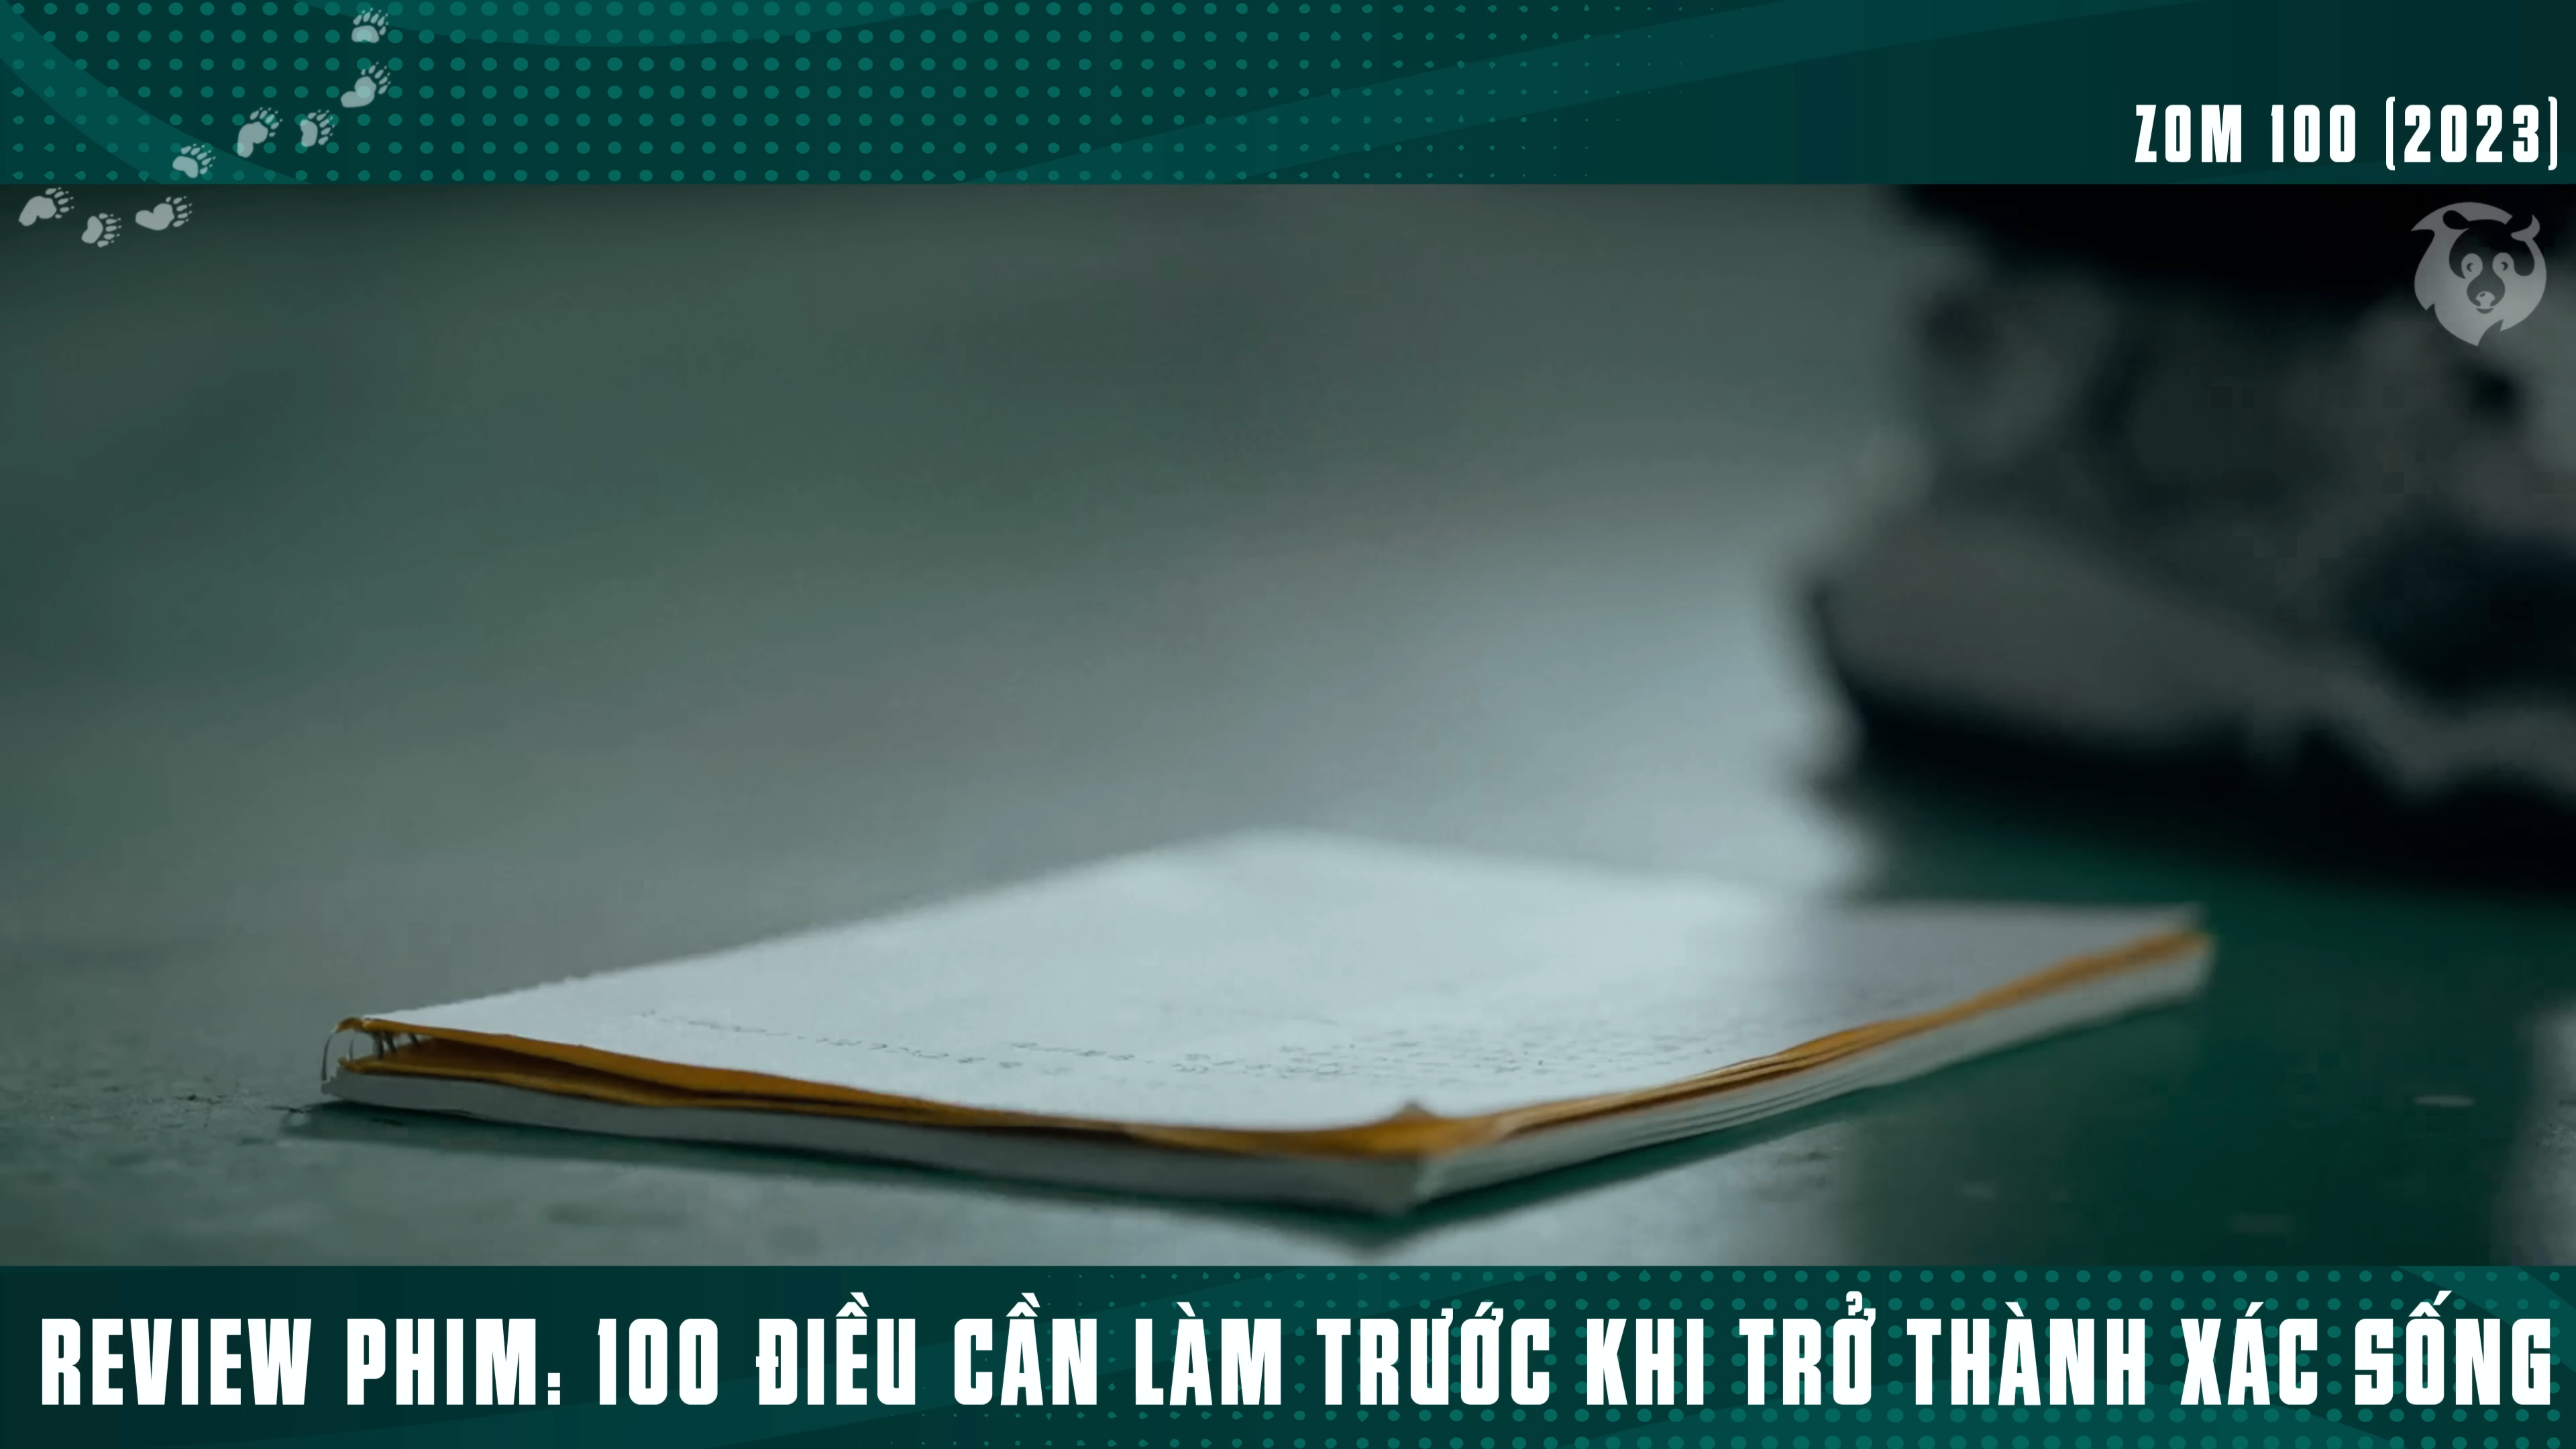 ZOM 100 (2023)
REVIEW PHIM: 100 ĐIỀU CẦN LÀM TRƯỚC KHI TRỞ THÀNH XÁC SỐNG